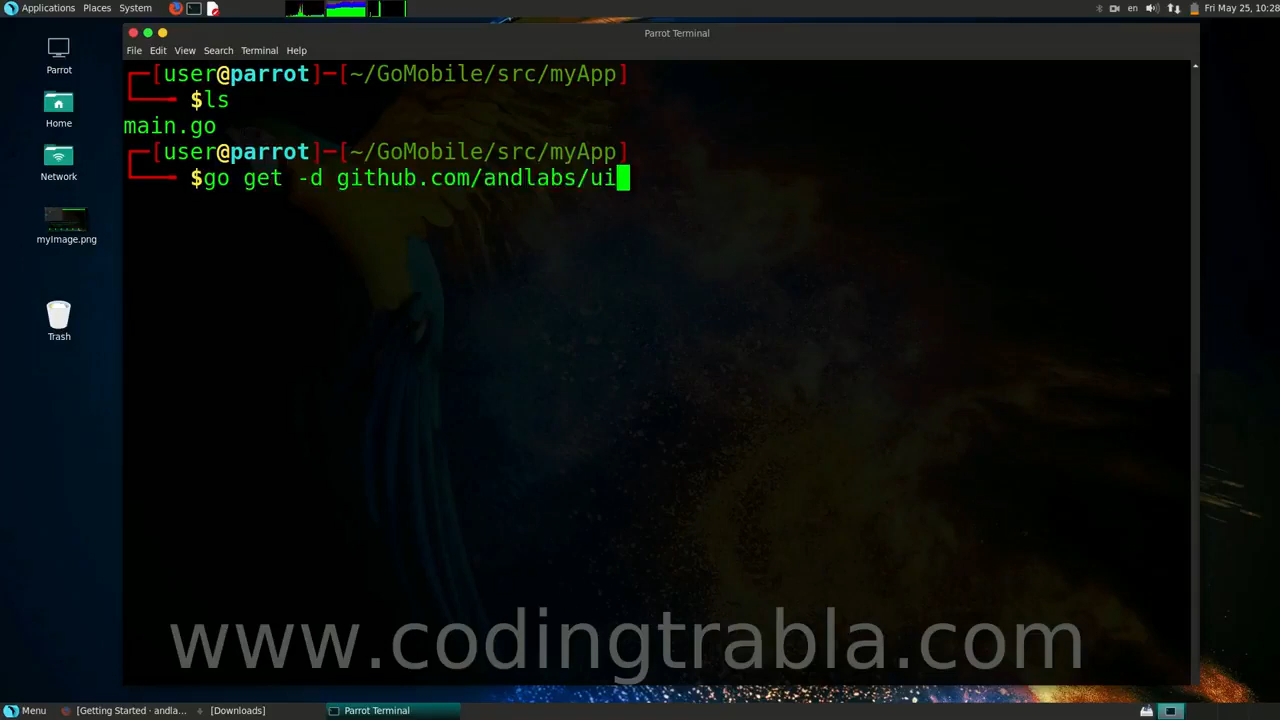 Applications Places System
en
Fri May 25, 10:28
Parrot Terminal
File Edit View Search Terminal Help
Parrot
Home
Network
myImage.png
Trash
[user@parrot]─[~/GoMobile/src/myApp]
$ls
main.go
[user@parrot]─[~/GoMobile/src/myApp]
$go get -d github.com/andlabs/ui
www.codingtrabla.com
Menu
[Getting Started · andla...
[Downloads]
Parrot Terminal